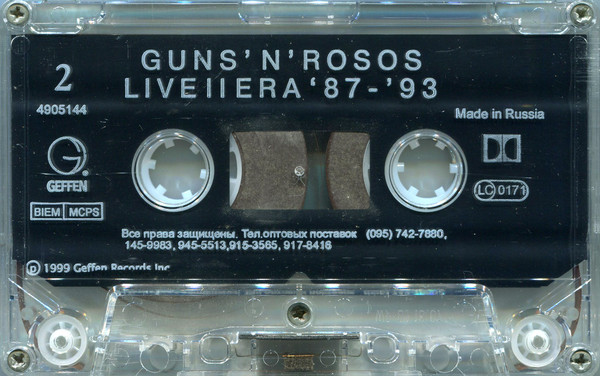 GUNS'N'ROSOS
2
LIVEIIERA '87-'93
4905144
Made in Russia
G.
GEFFEN
LC 0171
BIEM MCPS
Все права защищены. Тел.оптовых поставок (095) 742-7880,
145-9983, 945-5513,915-3565, 917-8416
℗ 1999 Geffen Records Inc